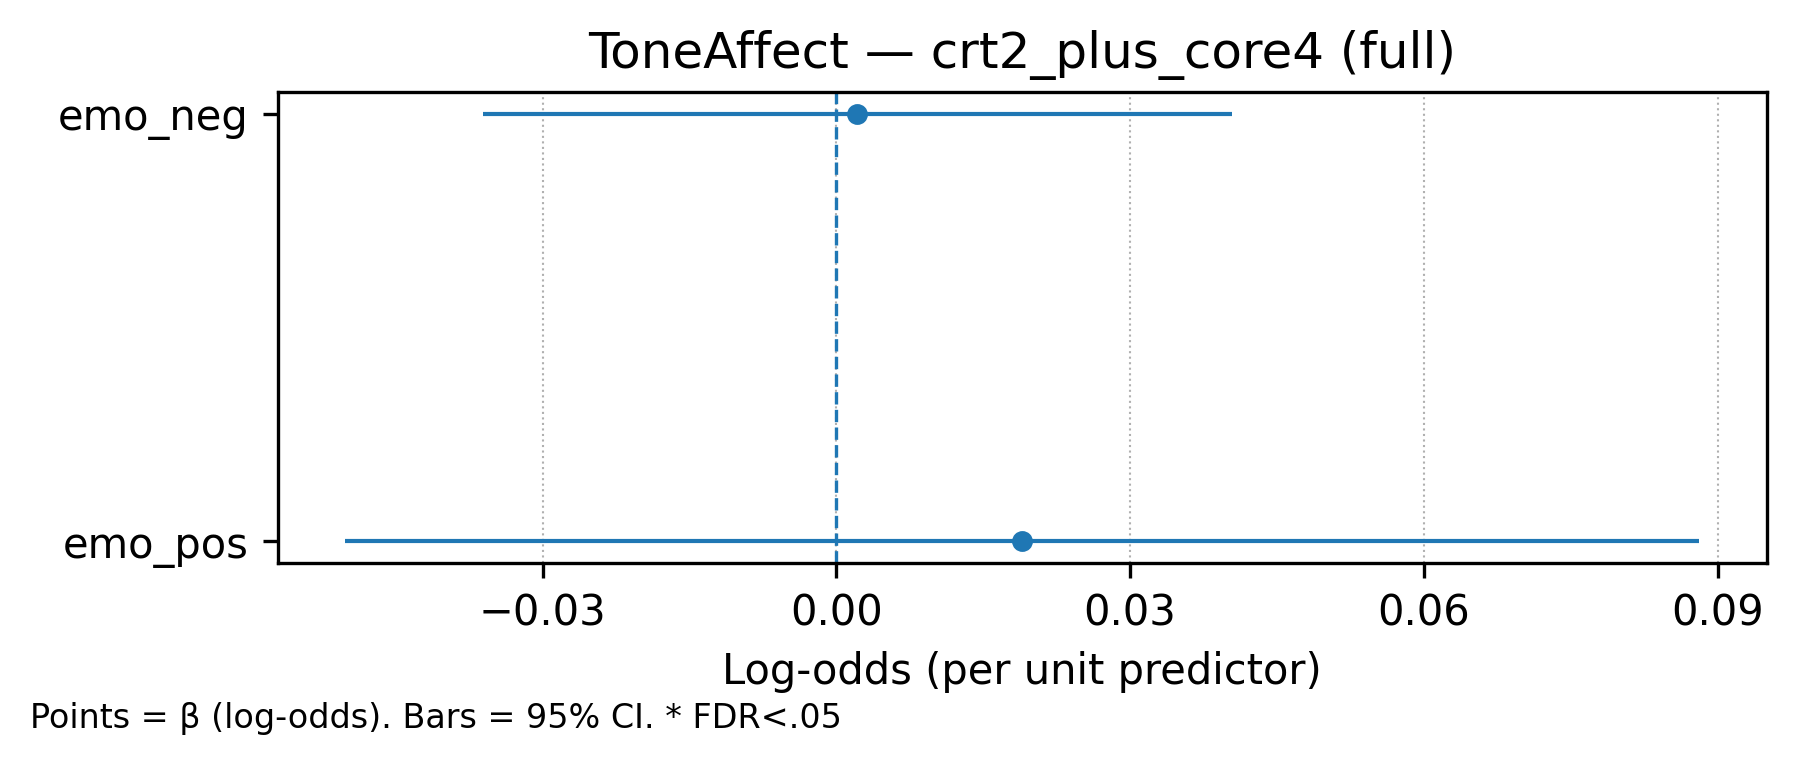 ToneAffect — crt2_plus_core4 (full)
emo_neg
emo_pos
−0.03 0.00 0.03 0.06 0.09
Log-odds (per unit predictor)
Points = β (log-odds). Bars = 95% CI. * FDR<.05